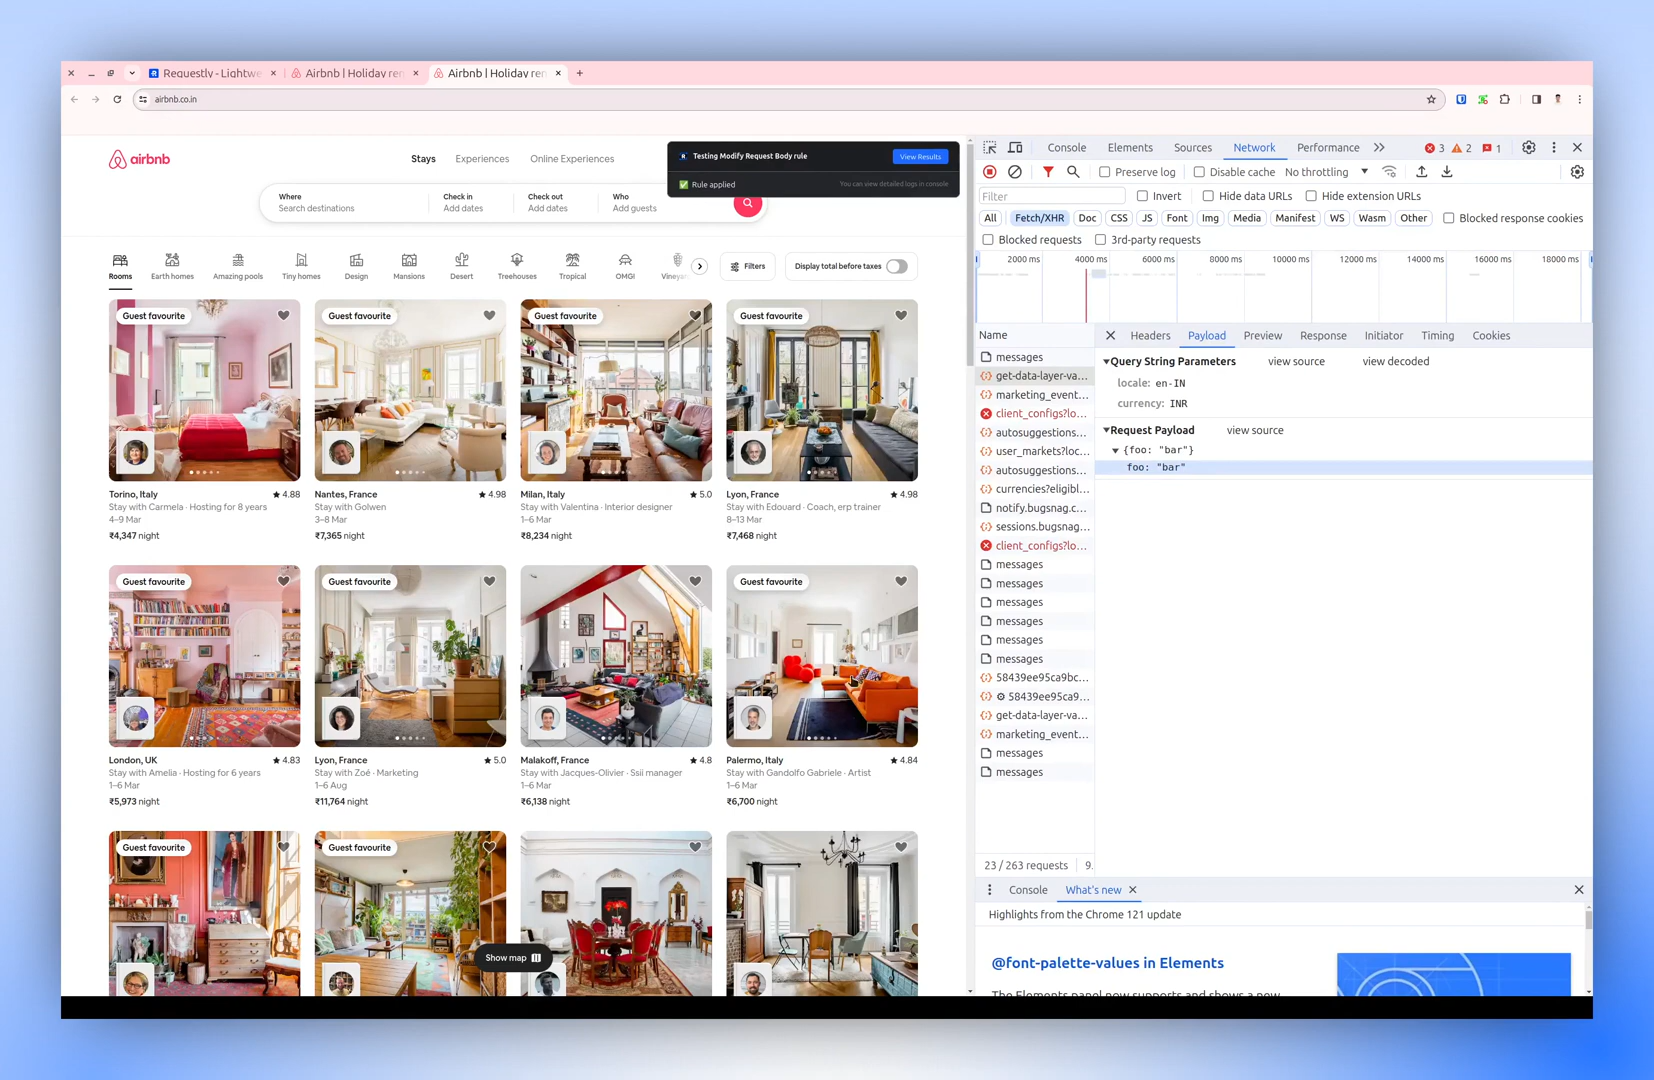 Requestly - Lightwe
Airbnb | Holiday ren
Airbnb | Holiday ren
airbnb.co.in
airbnb
Stays
Experiences
Online Experiences
Testing Modify Request Body rule
View Results
Rule applied
You can view detailed logs in console
Where
Search destinations
Check in
Add dates
Check out
Add dates
Who
Add guests
Rooms
Earth homes
Amazing pools
Tiny homes
Design
Mansions
Desert
Treehouses
Tropical
OMG!
Vineyar
Filters
Display total before taxes
Guest favourite
Guest favourite
Guest favourite
Guest favourite
Torino, Italy
4.88
Stay with Carmela · Hosting for 8 years
4–9 Mar
₹4,347 night
Nantes, France
4.98
Stay with Golwen
3–8 Mar
₹7,365 night
Milan, Italy
5.0
Stay with Valentina · Interior designer
1–6 Mar
₹8,234 night
Lyon, France
4.98
Stay with Edouard · Coach, erp trainer
8–13 Mar
₹7,468 night
Guest favourite
Guest favourite
Guest favourite
London, UK
4.83
Stay with Amelia · Hosting for 6 years
1–6 Mar
₹5,973 night
Lyon, France
5.0
Stay with Zoé · Marketing
1–6 Aug
₹11,764 night
Malakoff, France
4.8
Stay with Jacques-Olivier · Ssii manager
1–6 Mar
₹6,138 night
Palermo, Italy
4.84
Stay with Gandolfo Gabriele · Artist
1–6 Mar
₹6,700 night
Guest favourite
Guest favourite
Show map
Console
Elements
Sources
Network
Performance
3
2
1
Preserve log
Disable cache
No throttling
Filter
Invert
Hide data URLs
Hide extension URLs
All
Fetch/XHR
Doc
CSS
JS
Font
Img
Media
Manifest
WS
Wasm
Other
Blocked response cookies
Blocked requests
3rd-party requests
2000 ms
4000 ms
6000 ms
8000 ms
10000 ms
12000 ms
14000 ms
16000 ms
18000 ms
Name
Headers
Payload
Preview
Response
Initiator
Timing
Cookies
messages
get-data-layer-va...
marketing_event...
client_configs?lo...
autosuggestions...
user_markets?loc...
autosuggestions...
currencies?eligibl...
notify.bugsnag.c...
sessions.bugsnag...
client_configs?lo...
messages
messages
messages
messages
messages
messages
58439ee95ca9bc...
58439ee95ca9...
get-data-layer-va...
marketing_event...
messages
messages
Query String Parameters
view source
view decoded
locale: en-IN
currency: INR
Request Payload
view source
{foo: "bar"}
foo: "bar"
23 / 263 requests
9.
Console
What's new
Highlights from the Chrome 121 update
@font-palette-values in Elements
The Elements panel now supports and shows a new